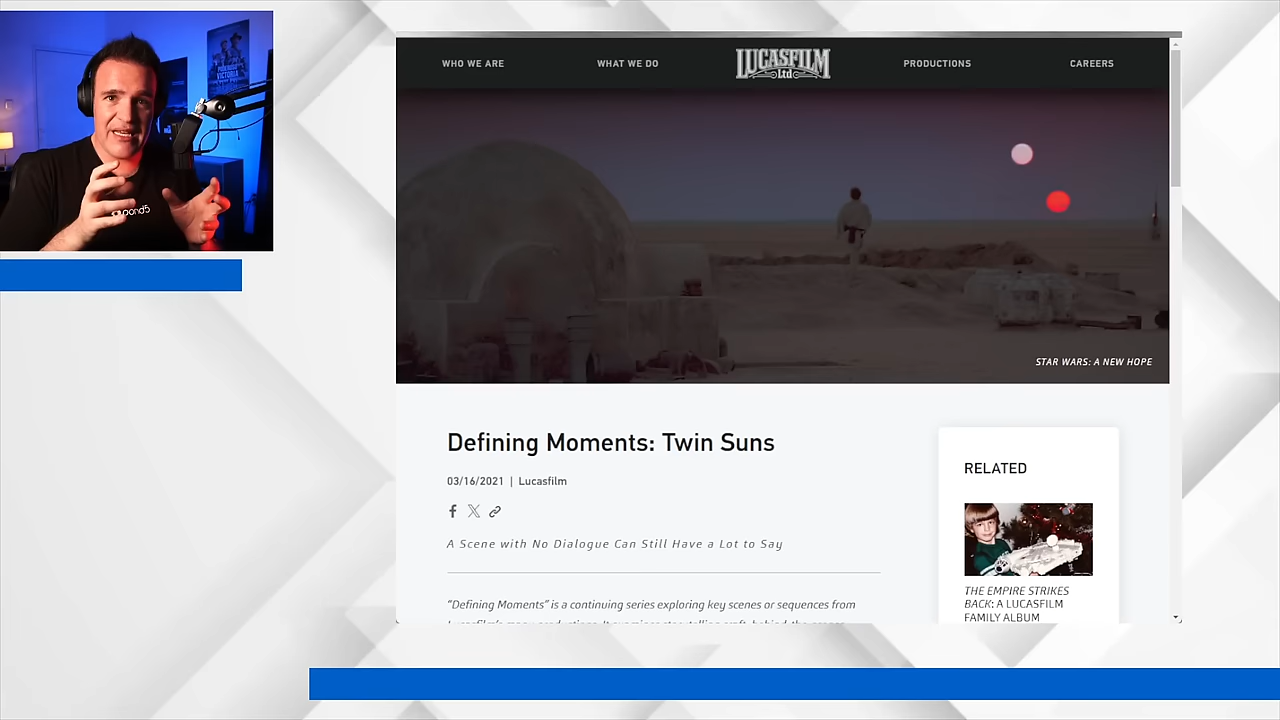 VICTORIA
pond5
WHO WE ARE
WHAT WE DO
LUCASFILM
Ltd
PRODUCTIONS
CAREERS
STAR WARS: A NEW HOPE
Defining Moments: Twin Suns
03/16/2021 | Lucasfilm
A Scene with No Dialogue Can Still Have a Lot to Say
"Defining Moments" is a continuing series exploring key scenes or sequences from
RELATED
THE EMPIRE STRIKES
BACK: A LUCASFILM
FAMILY ALBUM